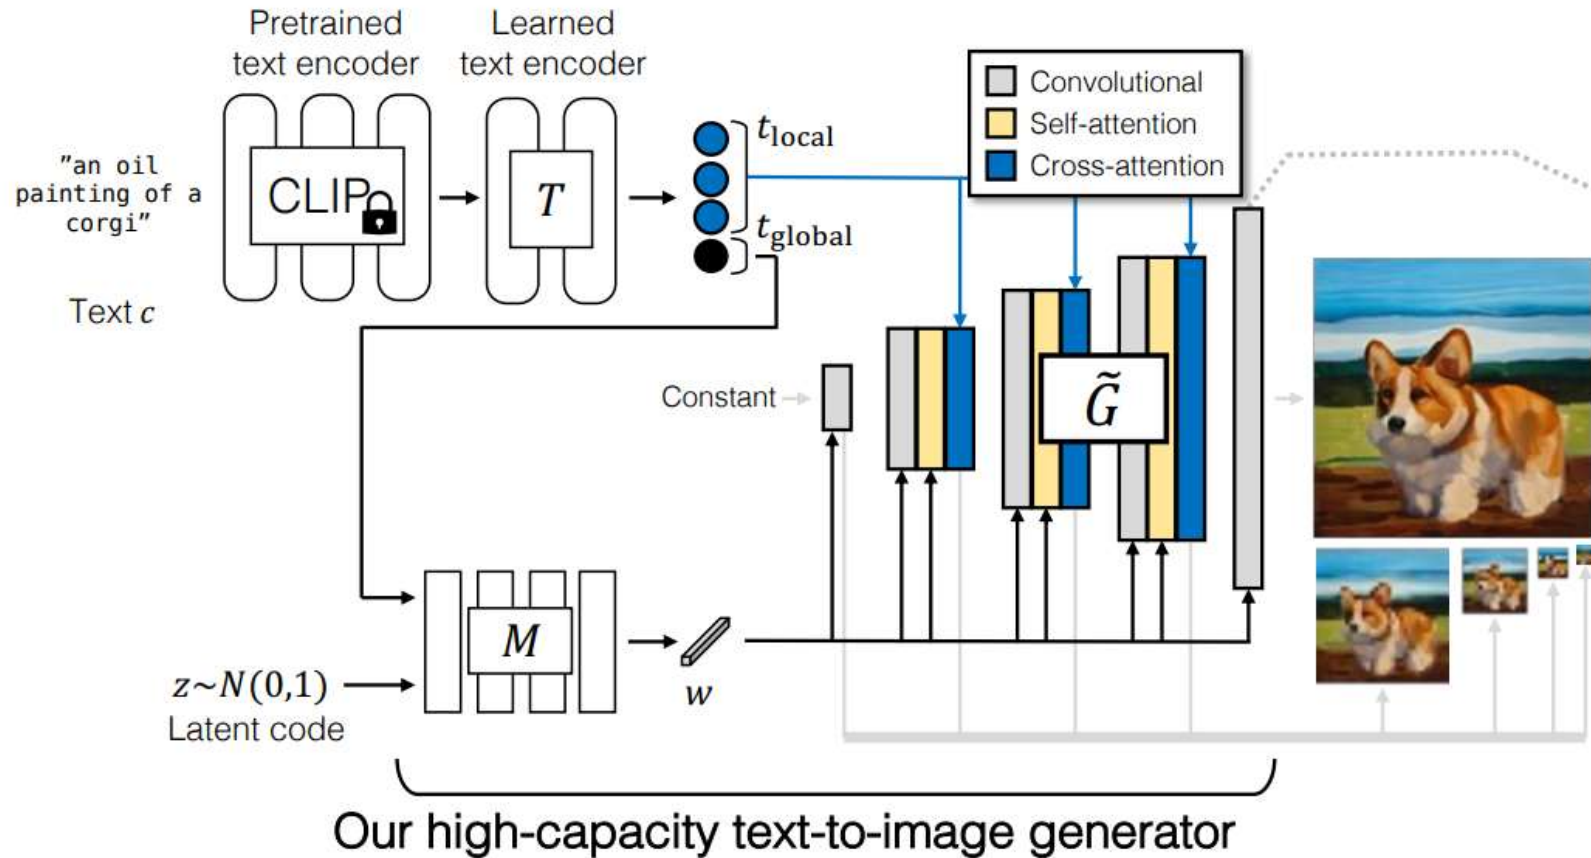 Pretrained
text encoder
Learned
text encoder
"an oil
painting of a
corgi"
CLIP
T
t_local
t_global
Convolutional
Self-attention
Cross-attention
Text c
Constant
G̃
M
w
z~N(0,1)
Latent code
Our high-capacity text-to-image generator